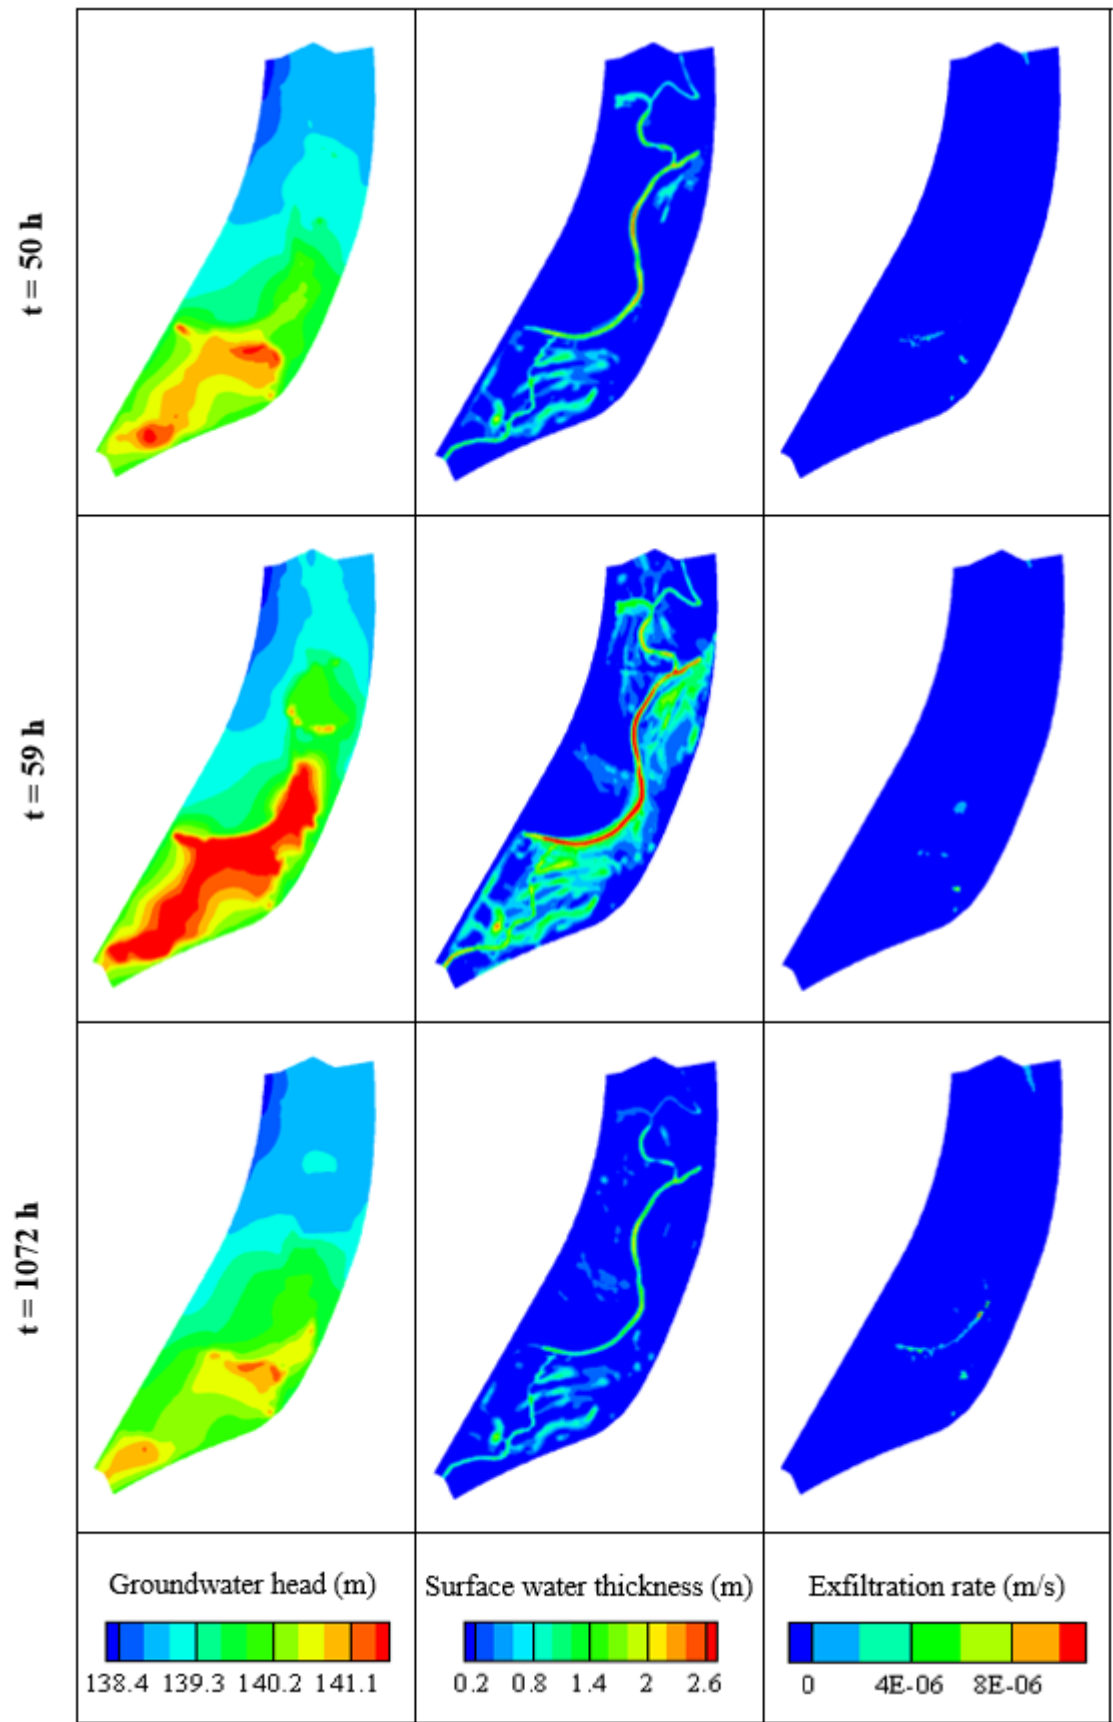 t = 50 h
t = 59 h
t = 1072 h
Groundwater head (m)
138.4 139.3 140.2 141.1
Surface water thickness (m)
0.2 0.8 1.4 2 2.6
Exfiltration rate (m/s)
0 4E-06 8E-06